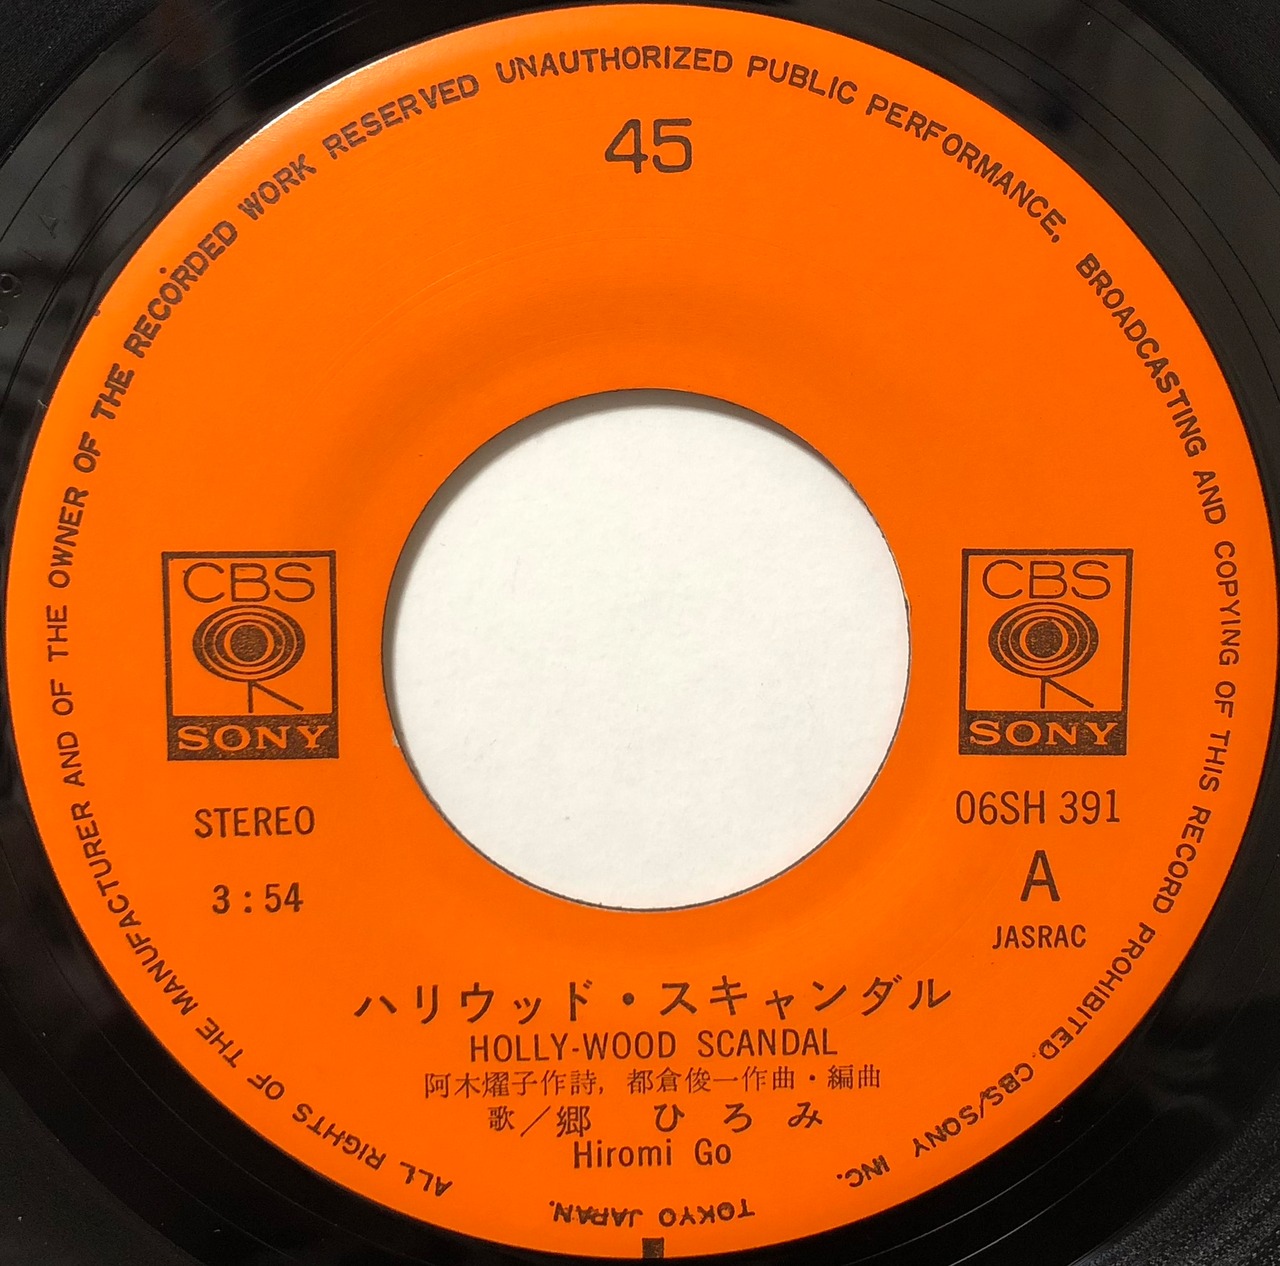 ALL RIGHTS OF THE MANUFACTURER AND OF THE OWNER OF THE RECORDED WORK RESERVED UNAUTHORIZED PUBLIC PERFORMANCE, BROADCASTING AND COPYING OF THIS RECORD PROHIBITED. CBS/SONY INC.
TOKYO JAPAN.
45
CBS
SONY
CBS
SONY
STEREO
3:54
06SH 391
A
JASRAC
ハリウッド・スキャンダル
HOLLY-WOOD SCANDAL
阿木燿子作詩, 都倉俊一作曲・編曲
歌／郷 ひろみ
Hiromi Go